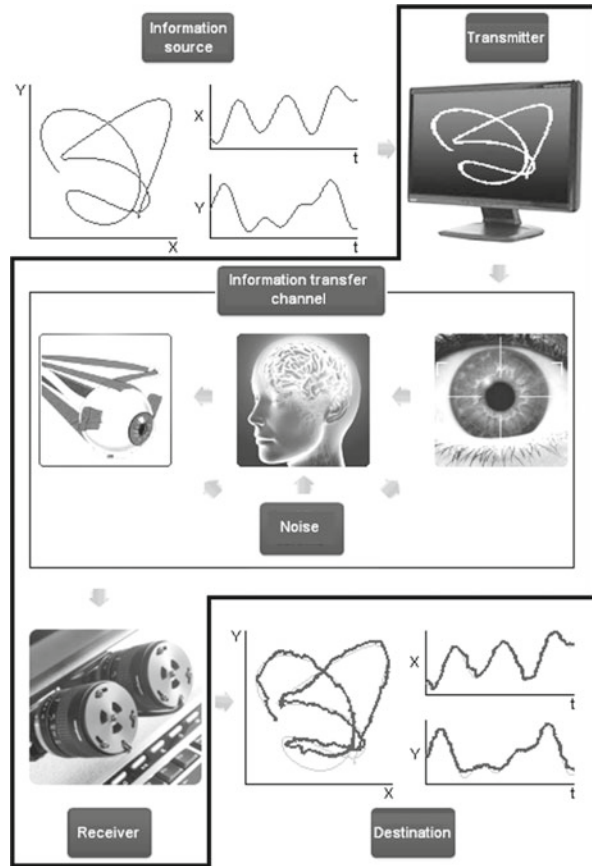 Information
source
Transmitter
Y
X
X
t
Y
t
Information transfer
channel
Noise
Y
X
X
t
Y
t
Receiver
Destination